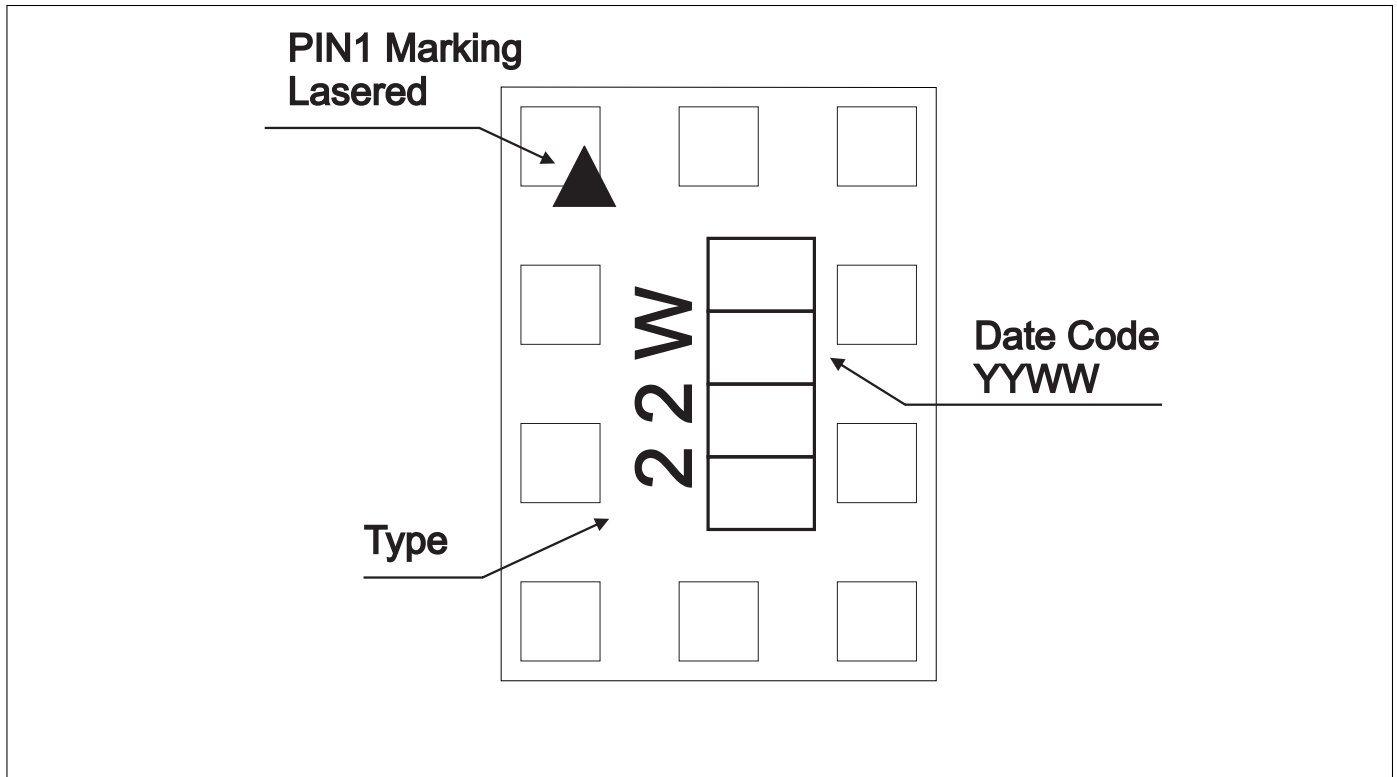 PIN1 Marking
Lasered
22W
Date Code
YYWW
Type